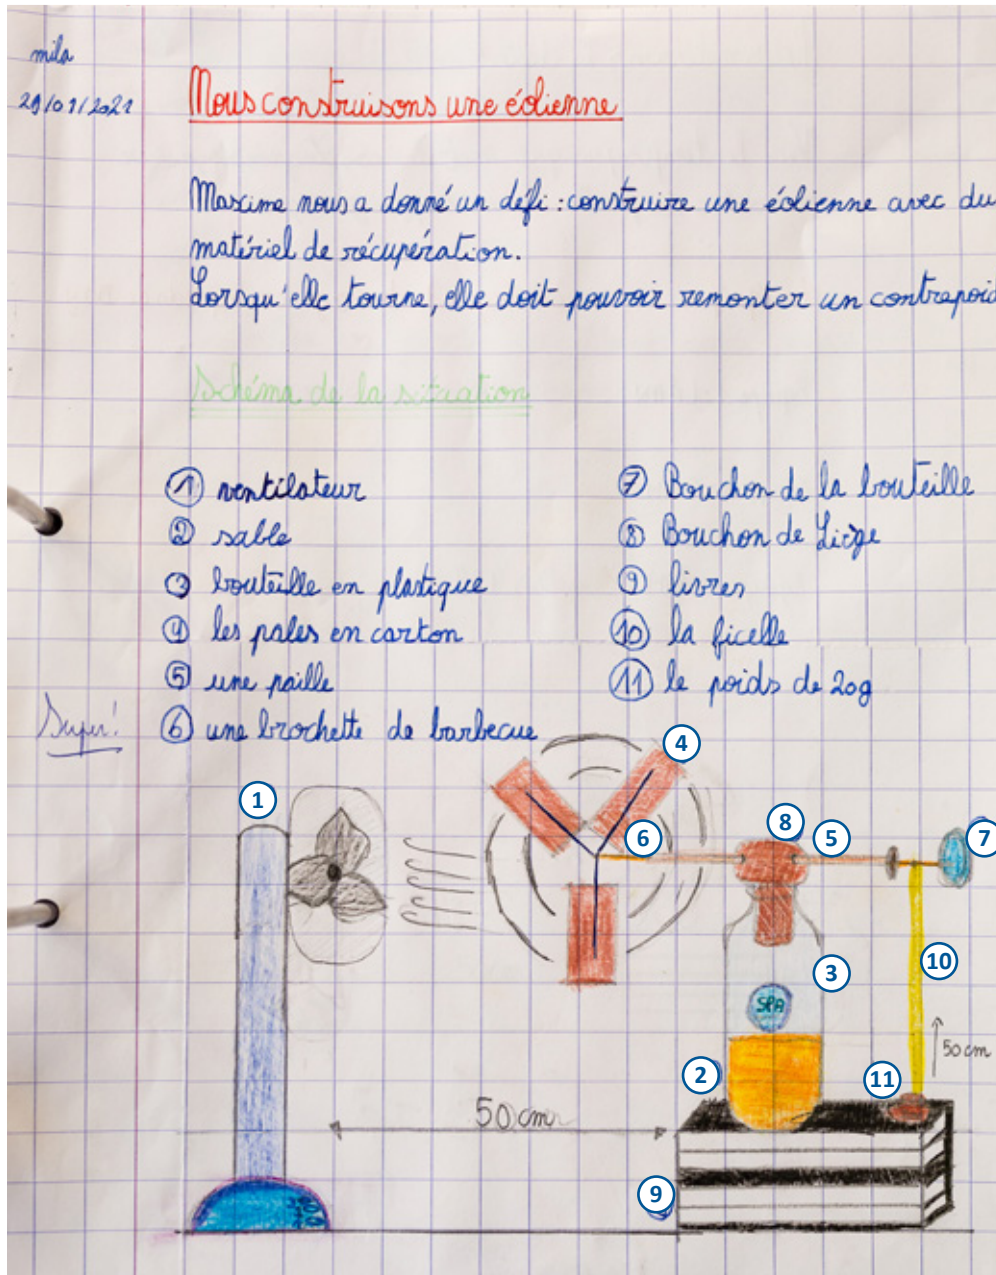 mila
29/01/2021
Nous construisons une éolienne
Maxime nous a donné un défi : construire une éolienne avec du
matériel de récupération.
Lorsqu'elle tourne, elle doit pouvoir remonter un contrepoid
Schéma de la situation
① ventilateur
② sable
③ bouteille en plastique
④ les pales en carton
⑤ une paille
⑥ une brochette de barbecue
⑦ Bouchon de la bouteille
⑧ Bouchon de Liège
⑨ livres
⑩ la ficelle
⑪ le poids de 20g
Super!
4
1
8
5
6
7
3
10
SPA
50 cm
2
11
50 cm
9